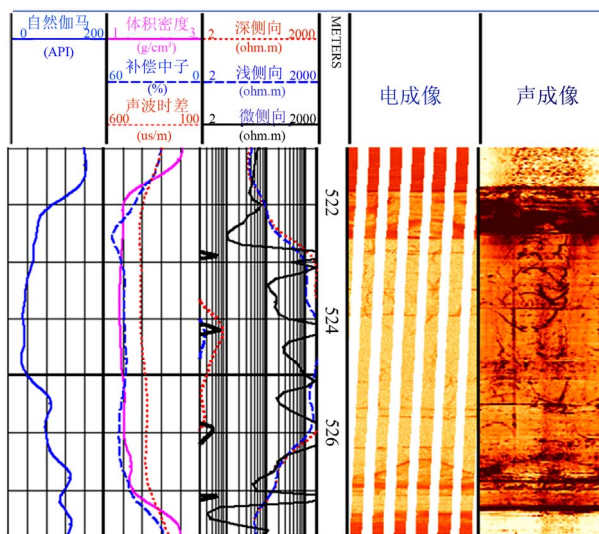 自然伽马
0 200
(API)
体积密度
1 3
g/cm³
补偿中子
60 0
(%)
声波时差
600 100
(us/m)
深侧向
2 2000
(ohm.m)
浅侧向
2 2000
(ohm.m)
微侧向
2 2000
(ohm.m)
METERS
电成像
声成像
522
524
526